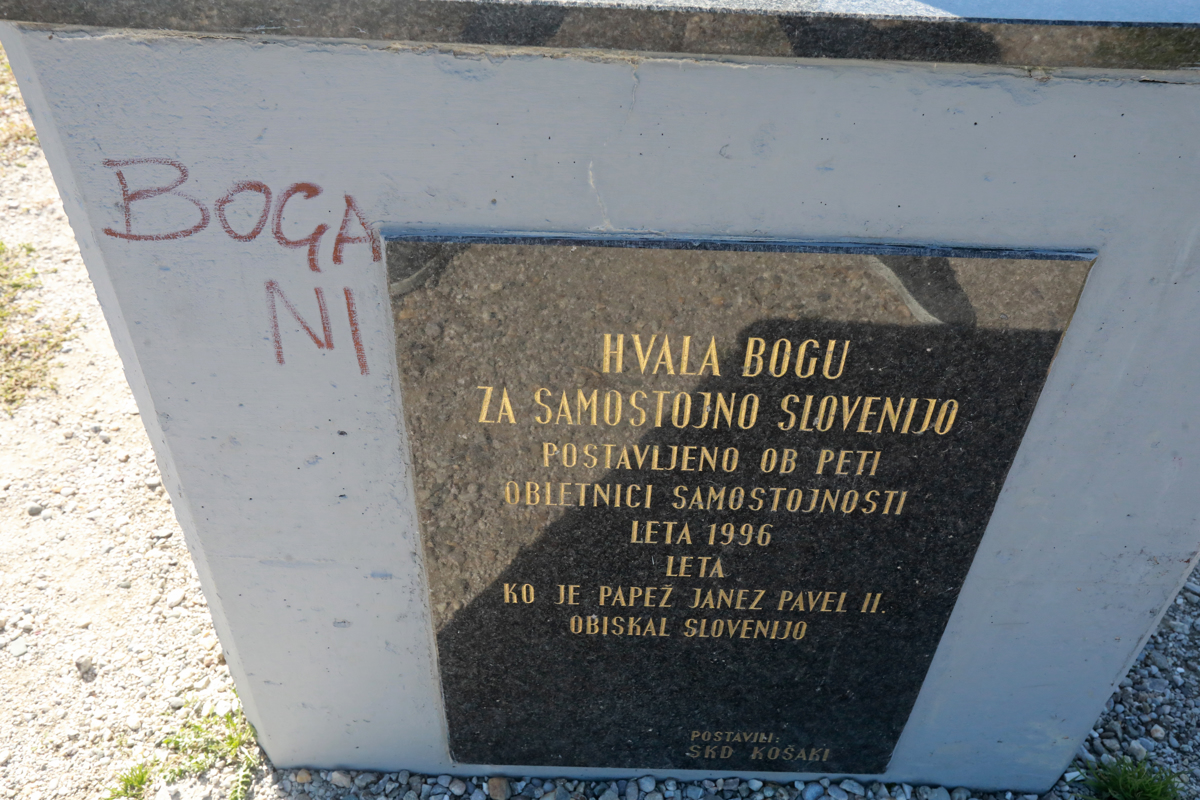 BOGA
NI
HVALA BOGU
ZA SAMOSTOJNO SLOVENIJO
POSTAVLJENO OB PETI
OBLETNICI SAMOSTOJNOSTI
LETA 1996
LETA
KO JE PAPEŽ JANEZ PAVEL II.
OBISKAL SLOVENIJO
POSTAVILI:
SKD KOŠAKI